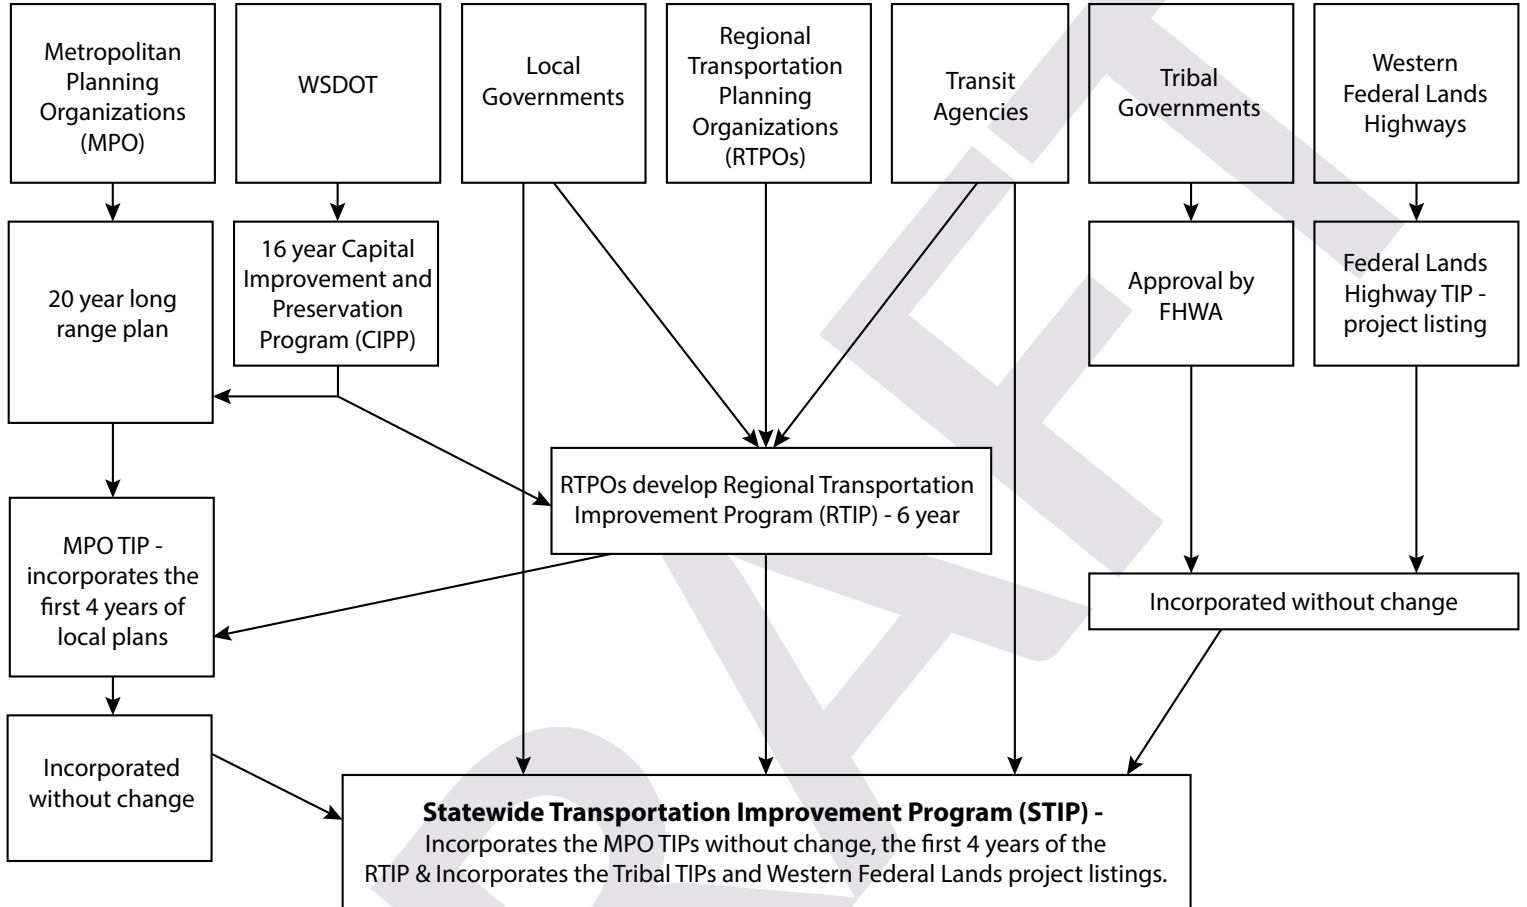 Metropolitan
Planning
Organizations
(MPO)
WSDOT
Local
Governments
Regional
Transportation
Planning
Organizations
(RTPOs)
Transit
Agencies
Tribal
Governments
Western
Federal Lands
Highways
20 year long
range plan
16 year Capital
Improvement and
Preservation
Program (CIPP)
Approval by
FHWA
Federal Lands
Highway TIP -
project listing
RTPOs develop Regional Transportation
Improvement Program (RTIP) - 6 year
MPO TIP -
incorporates the
first 4 years of
local plans
Incorporated without change
Incorporated
without change
Statewide Transportation Improvement Program (STIP) -
Incorporates the MPO TIPs without change, the first 4 years of the
RTIP & Incorporates the Tribal TIPs and Western Federal Lands project listings.
RAFT